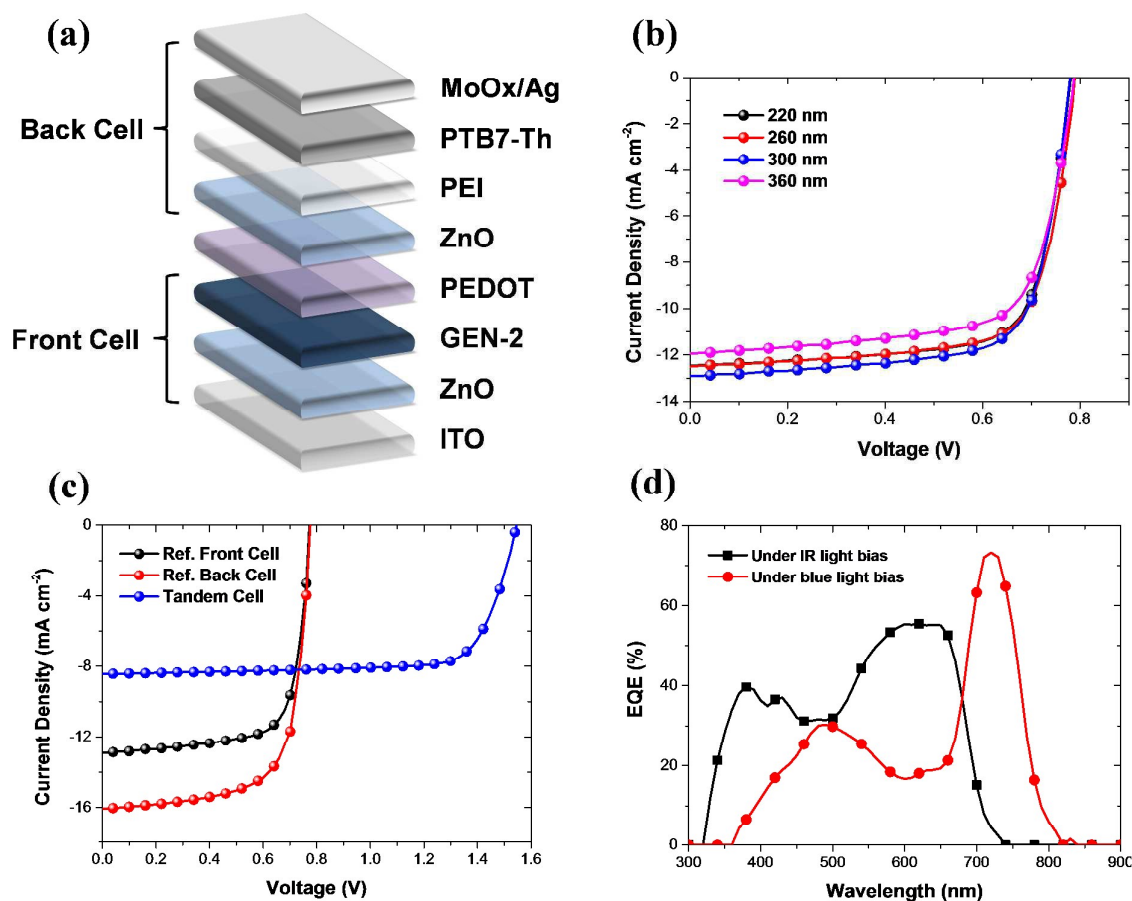 (a)
Back Cell
Front Cell
MoOx/Ag
PTB7-Th
PEI
ZnO
PEDOT
GEN-2
ZnO
ITO
(b)
0
-2
-4
-6
-8
-10
-12
-14
Current Density (mA cm⁻²)
220 nm
260 nm
300 nm
360 nm
0.0 0.2 0.4 0.6 0.8
Voltage (V)
(c)
0
-4
-8
-12
-16
Current Density (mA cm⁻²)
Ref. Front Cell
Ref. Back Cell
Tandem Cell
0.0 0.2 0.4 0.6 0.8 1.0 1.2 1.4 1.6
Voltage (V)
(d)
80
60
40
20
0
EQE (%)
Under IR light bias
Under blue light bias
300 400 500 600 700 800 900
Wavelength (nm)